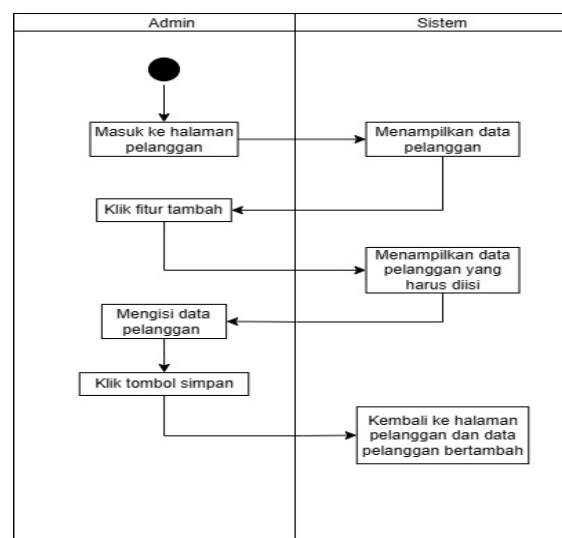 Admin
Sistem
Masuk ke halaman
pelanggan
Menampilkan data
pelanggan
Klik fitur tambah
Menampilkan data
pelanggan yang
harus diisi
Mengisi data
pelanggan
Klik tombol simpan
Kembali ke halaman
pelanggan dan data
pelanggan bertambah